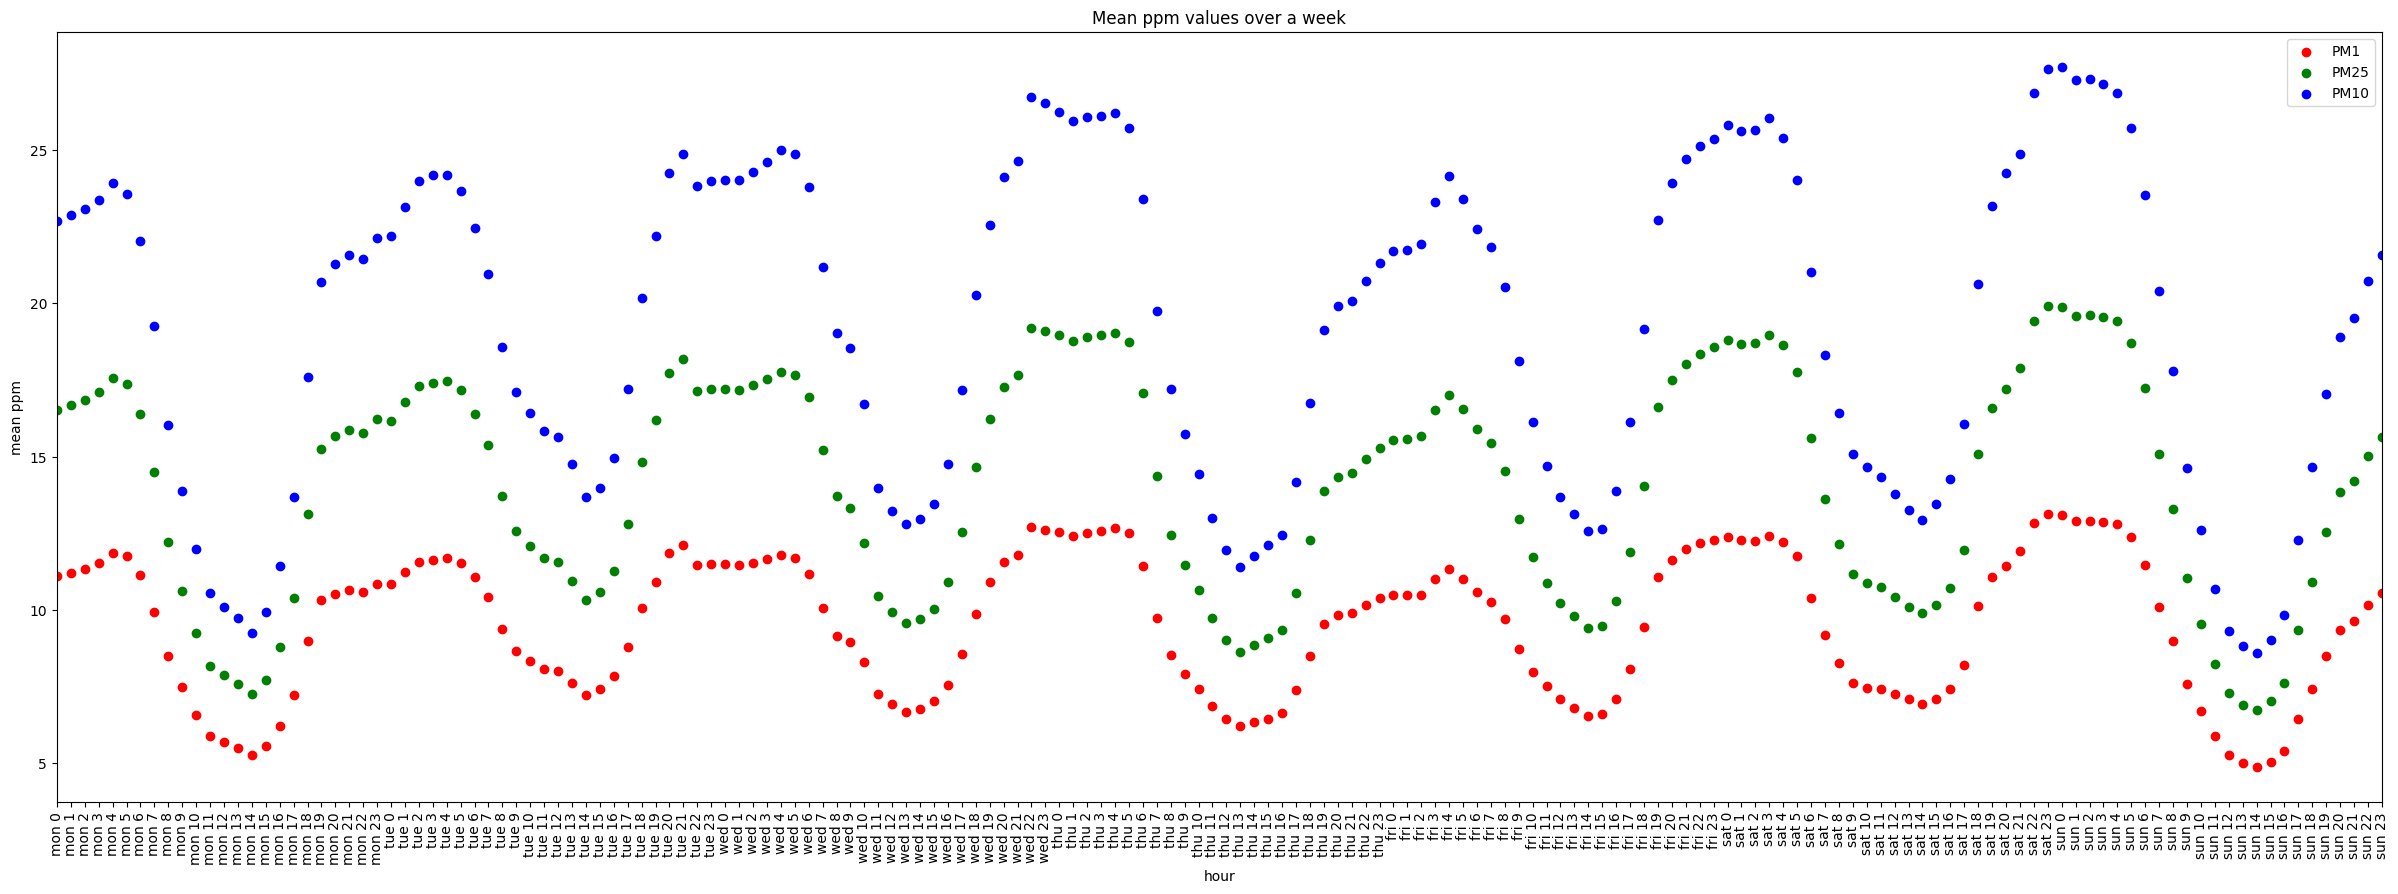 Mean ppm values over a week
PM1
PM25
PM10
mean ppm
25
20
15
10
5
mon 0
mon 1
mon 2
mon 3
mon 4
mon 5
mon 6
mon 7
mon 8
mon 9
mon 10
mon 11
mon 12
mon 13
mon 14
mon 15
mon 16
mon 17
mon 18
mon 19
mon 20
mon 21
mon 22
mon 23
tue 0
tue 1
tue 2
tue 3
tue 4
tue 5
tue 6
tue 7
tue 8
tue 9
tue 10
tue 11
tue 12
tue 13
tue 14
tue 15
tue 16
tue 17
tue 18
tue 19
tue 20
tue 21
tue 22
tue 23
wed 0
wed 1
wed 2
wed 3
wed 4
wed 5
wed 6
wed 7
wed 8
wed 9
wed 10
wed 11
wed 12
wed 13
wed 14
wed 15
wed 16
wed 17
wed 18
wed 19
wed 20
wed 21
wed 22
wed 23
thu 0
thu 1
thu 2
thu 3
thu 4
thu 5
thu 6
thu 7
thu 8
thu 9
thu 10
thu 11
thu 12
thu 13
thu 14
thu 15
thu 16
thu 17
thu 18
thu 19
thu 20
thu 21
thu 22
thu 23
fri 0
fri 1
fri 2
fri 3
fri 4
fri 5
fri 6
fri 7
fri 8
fri 9
fri 10
fri 11
fri 12
fri 13
fri 14
fri 15
fri 16
fri 17
fri 18
fri 19
fri 20
fri 21
fri 22
fri 23
sat 0
sat 1
sat 2
sat 3
sat 4
sat 5
sat 6
sat 7
sat 8
sat 9
sat 10
sat 11
sat 12
sat 13
sat 14
sat 15
sat 16
sat 17
sat 18
sat 19
sat 20
sat 21
sat 22
sat 23
sun 0
sun 1
sun 2
sun 3
sun 4
sun 5
sun 6
sun 7
sun 8
sun 9
sun 10
sun 11
sun 12
sun 13
sun 14
sun 15
sun 16
sun 17
sun 18
sun 19
sun 20
sun 21
sun 22
sun 23
hour